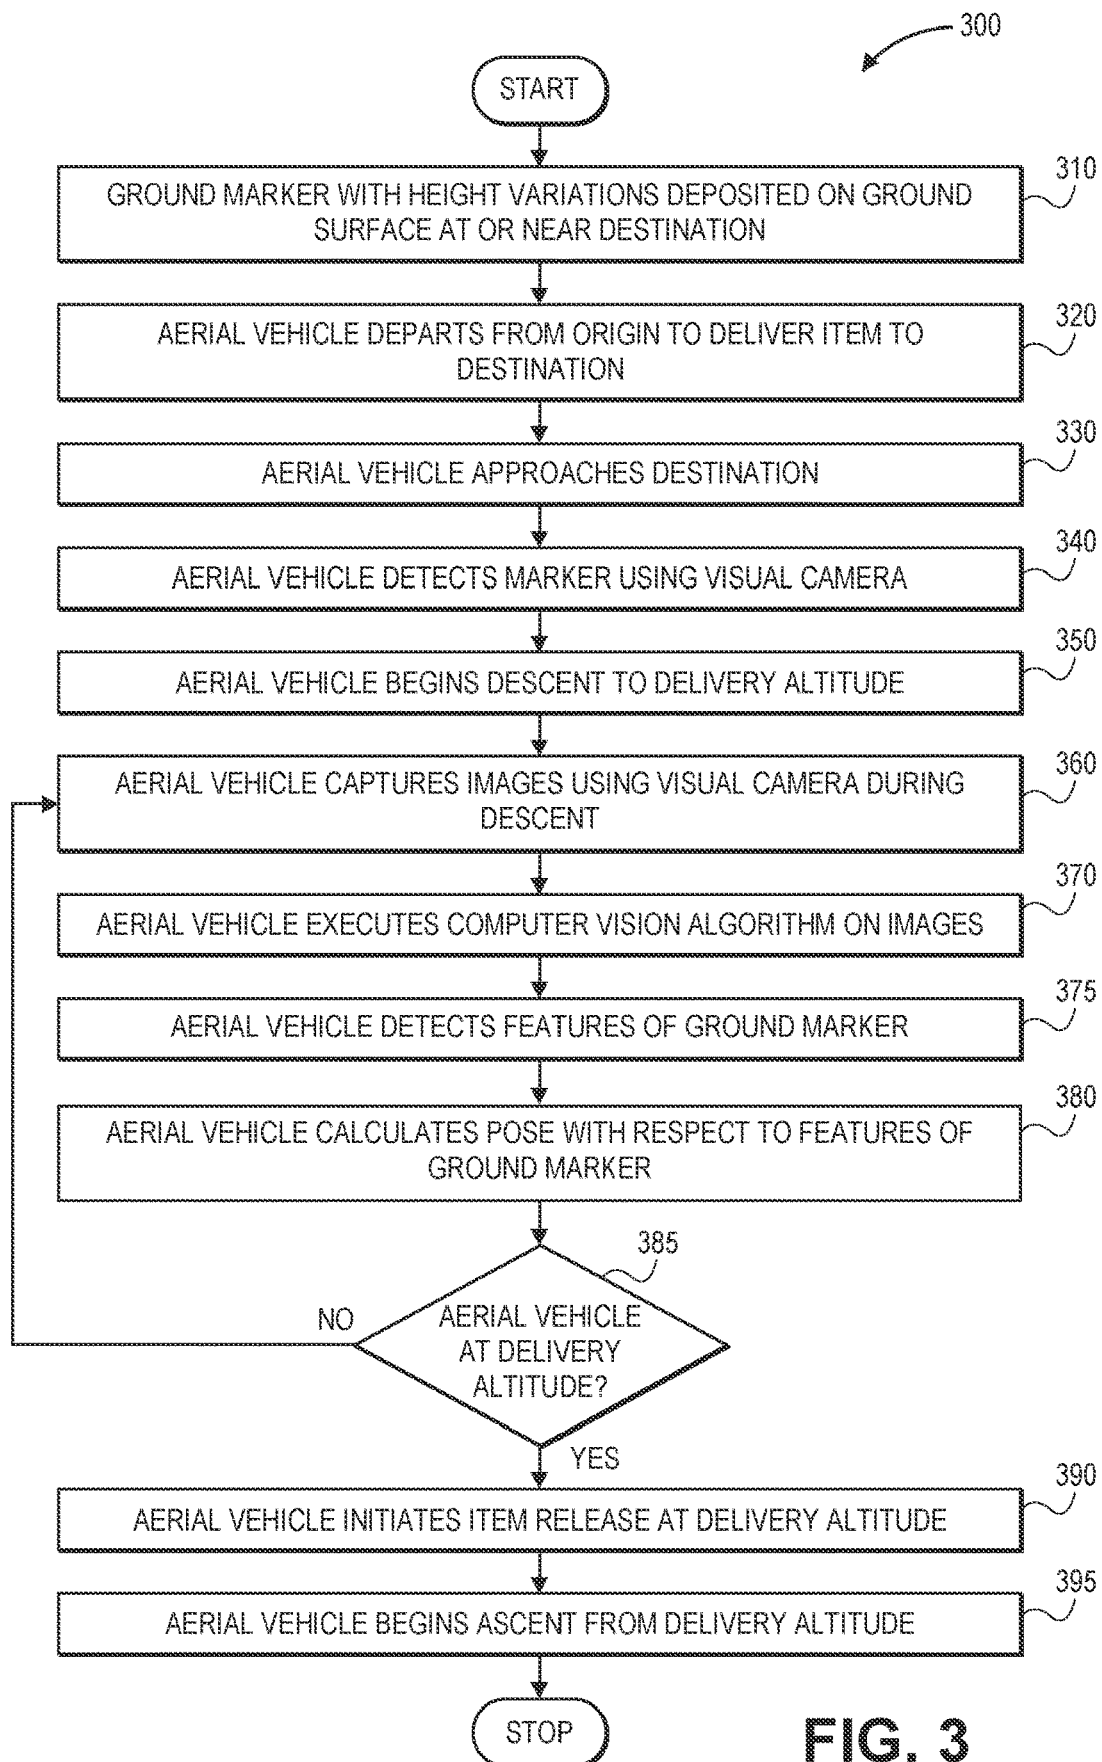 300
START
310
GROUND MARKER WITH HEIGHT VARIATIONS DEPOSITED ON GROUND
SURFACE AT OR NEAR DESTINATION
320
AERIAL VEHICLE DEPARTS FROM ORIGIN TO DELIVER ITEM TO
DESTINATION
330
AERIAL VEHICLE APPROACHES DESTINATION
340
AERIAL VEHICLE DETECTS MARKER USING VISUAL CAMERA
350
AERIAL VEHICLE BEGINS DESCENT TO DELIVERY ALTITUDE
360
AERIAL VEHICLE CAPTURES IMAGES USING VISUAL CAMERA DURING
DESCENT
370
AERIAL VEHICLE EXECUTES COMPUTER VISION ALGORITHM ON IMAGES
375
AERIAL VEHICLE DETECTS FEATURES OF GROUND MARKER
380
AERIAL VEHICLE CALCULATES POSE WITH RESPECT TO FEATURES OF
GROUND MARKER
385
NO
AERIAL VEHICLE
AT DELIVERY
ALTITUDE?
YES
390
AERIAL VEHICLE INITIATES ITEM RELEASE AT DELIVERY ALTITUDE
395
AERIAL VEHICLE BEGINS ASCENT FROM DELIVERY ALTITUDE
STOP
FIG. 3